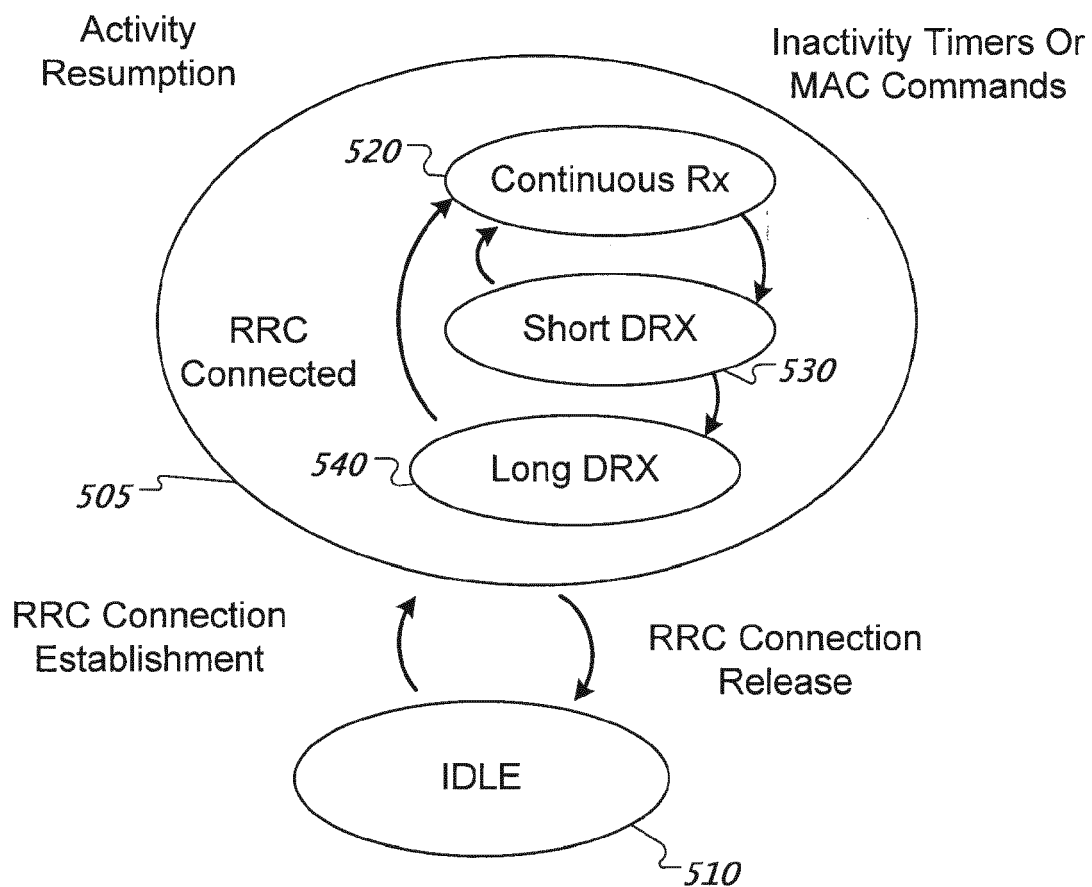 Activity
Resumption
Inactivity Timers Or
MAC Commands
520
Continuous Rx
Short DRX
RRC
Connected
530
540
Long DRX
505
RRC Connection
Establishment
RRC Connection
Release
IDLE
510